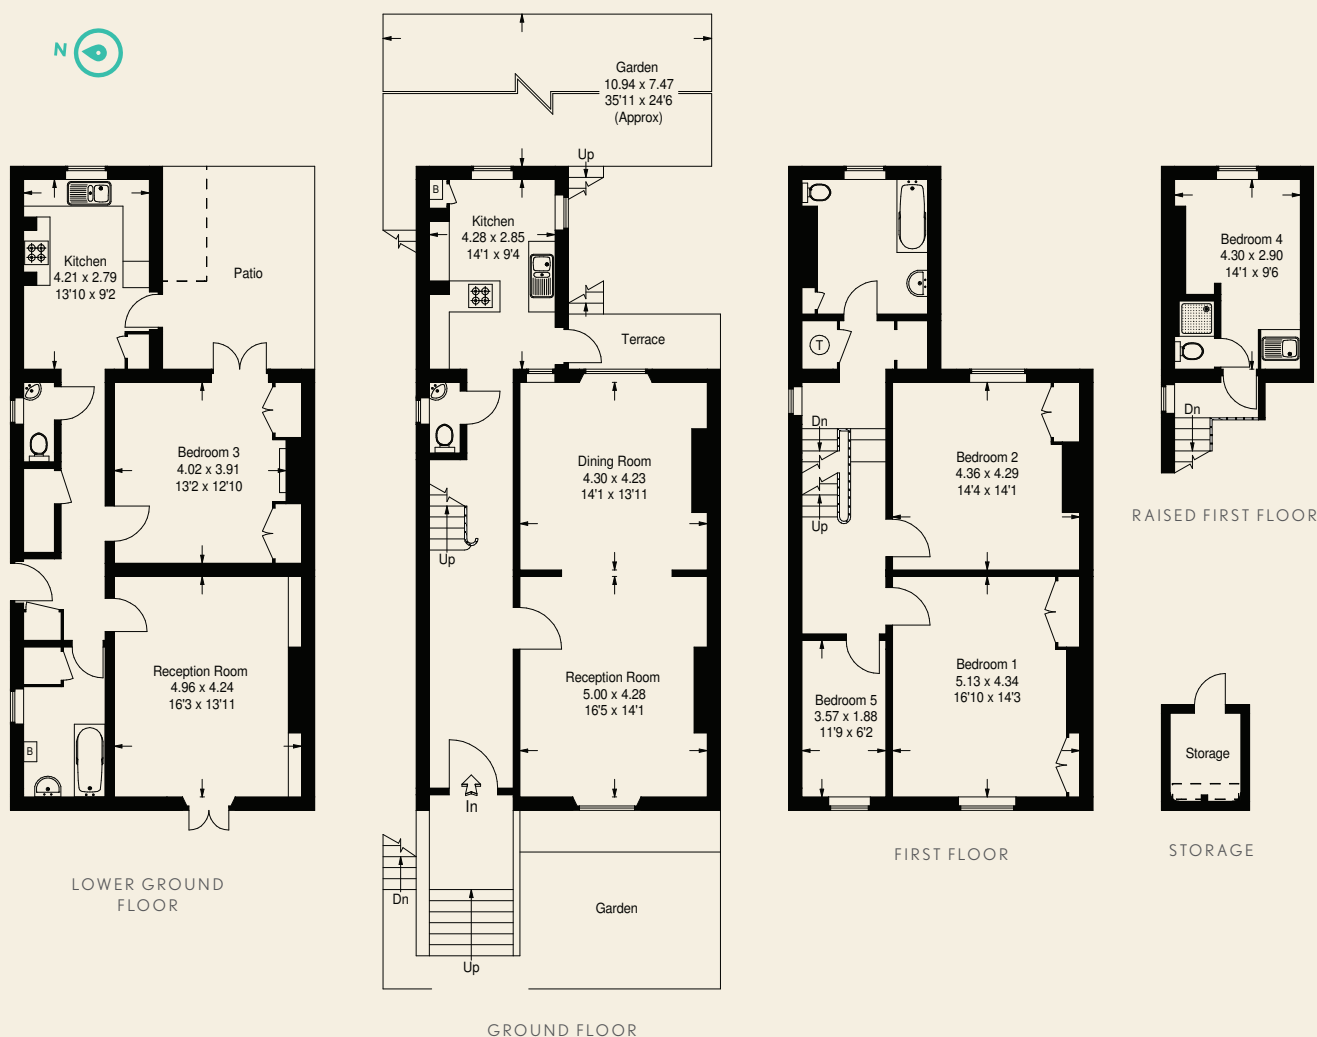 N
Kitchen
4.21 x 2.79
13'10 x 9'2
Patio
Bedroom 3
4.02 x 3.91
13'2 x 12'10
Reception Room
4.96 x 4.24
16'3 x 13'11
B
LOWER GROUND
FLOOR
Garden
10.94 x 7.47
35'11 x 24'6
(Approx)
Up
B
Kitchen
4.28 x 2.85
14'1 x 9'4
Terrace
Dining Room
4.30 x 4.23
14'1 x 13'11
Up
Reception Room
5.00 x 4.28
16'5 x 14'1
In
Dn
Garden
Up
GROUND FLOOR
T
Dn
Up
Bedroom 2
4.36 x 4.29
14'4 x 14'1
Bedroom 1
5.13 x 4.34
16'10 x 14'3
Bedroom 5
3.57 x 1.88
11'9 x 6'2
FIRST FLOOR
Bedroom 4
4.30 x 2.90
14'1 x 9'6
Dn
RAISED FIRST FLOOR
Storage
STORAGE